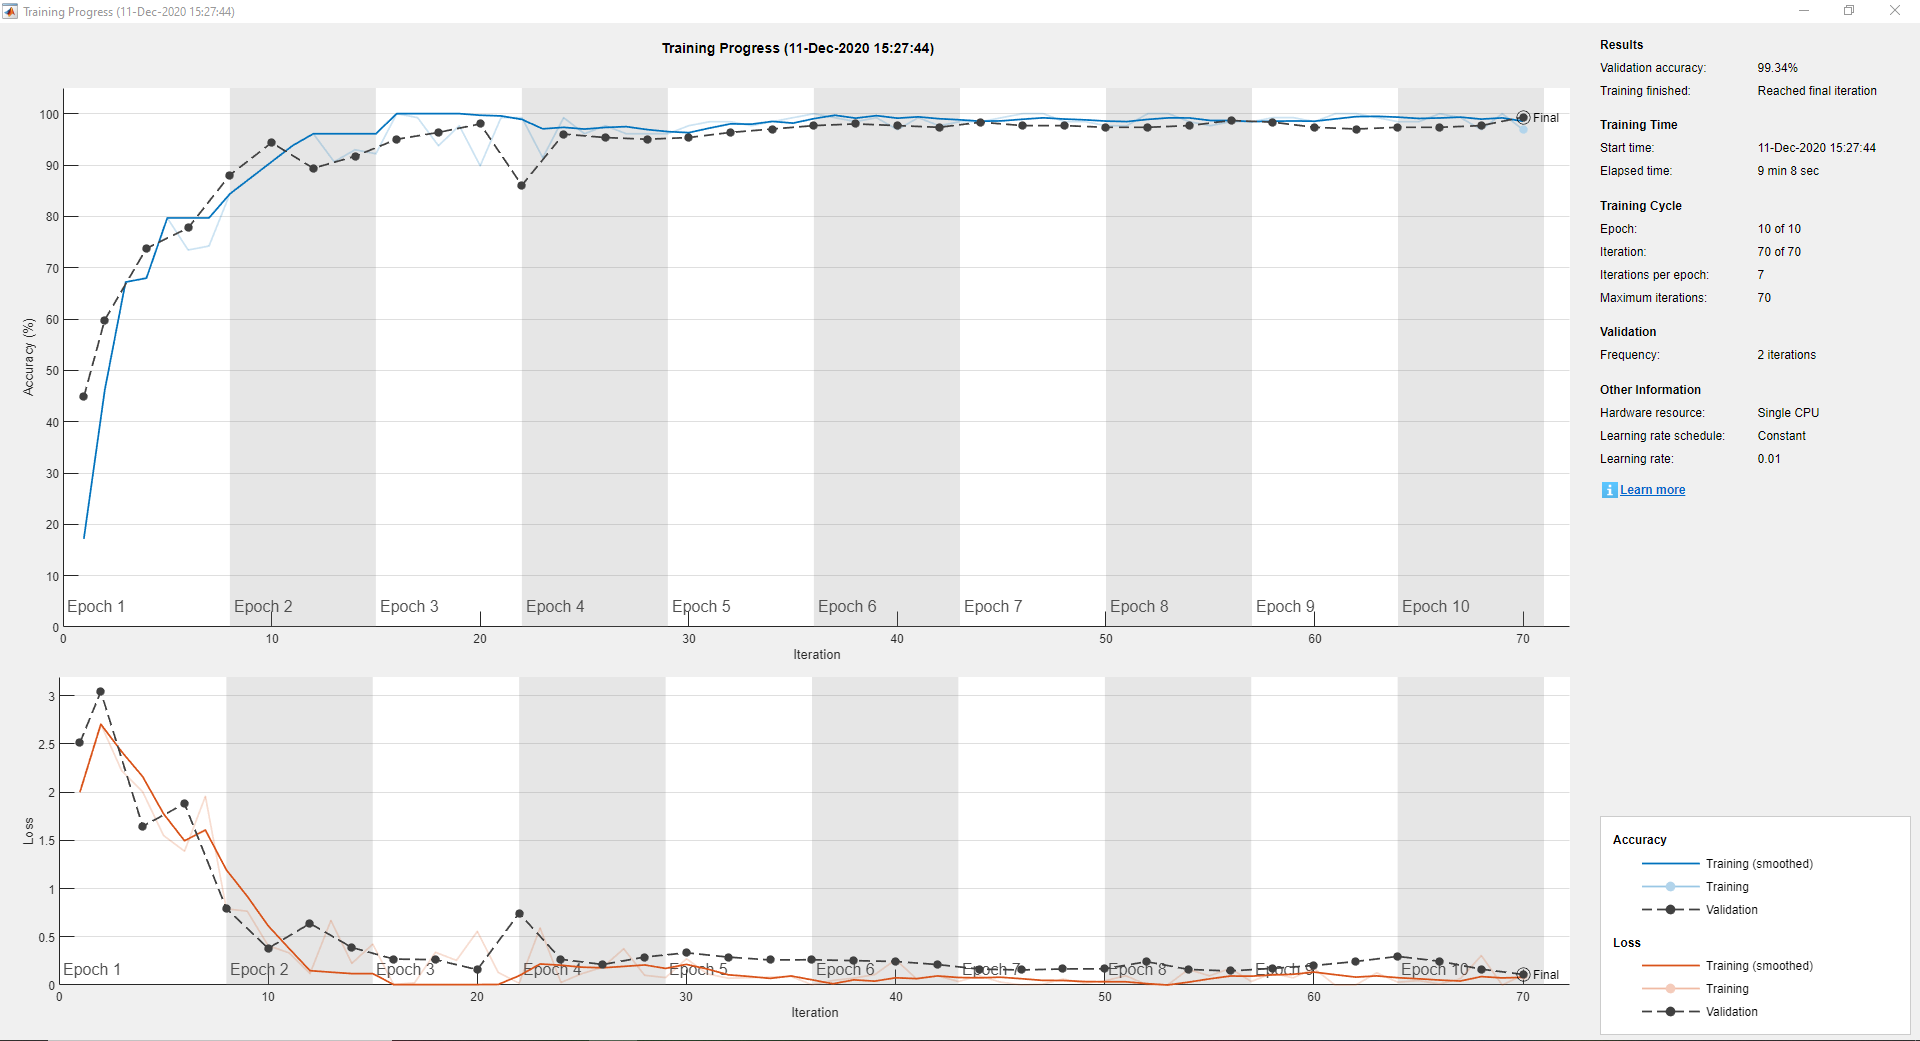 Training Progress (11-Dec-2020 15:27:44)
Training Progress (11-Dec-2020 15:27:44)
Accuracy (%)
100
90
80
70
60
50
40
30
20
10
0
Final
Epoch 1 Epoch 2 Epoch 3 Epoch 4 Epoch 5 Epoch 6 Epoch 7 Epoch 8 Epoch 9 Epoch 10
0 10 20 30 40 50 60 70
Iteration
Loss
3
2.5
2
1.5
1
0.5
0
Final
Epoch 1 Epoch 2 Epoch 3 Epoch 4 Epoch 5 Epoch 6 Epoch 7 Epoch 8 Epoch 9 Epoch 10
0 10 20 30 40 50 60 70
Iteration
Results
Validation accuracy: 99.34%
Training finished: Reached final iteration
Training Time
Start time: 11-Dec-2020 15:27:44
Elapsed time: 9 min 8 sec
Training Cycle
Epoch: 10 of 10
Iteration: 70 of 70
Iterations per epoch: 7
Maximum iterations: 70
Validation
Frequency: 2 iterations
Other Information
Hardware resource: Single CPU
Learning rate schedule: Constant
Learning rate: 0.01
i Learn more
Accuracy
Training (smoothed)
Training
Validation
Loss
Training (smoothed)
Training
Validation